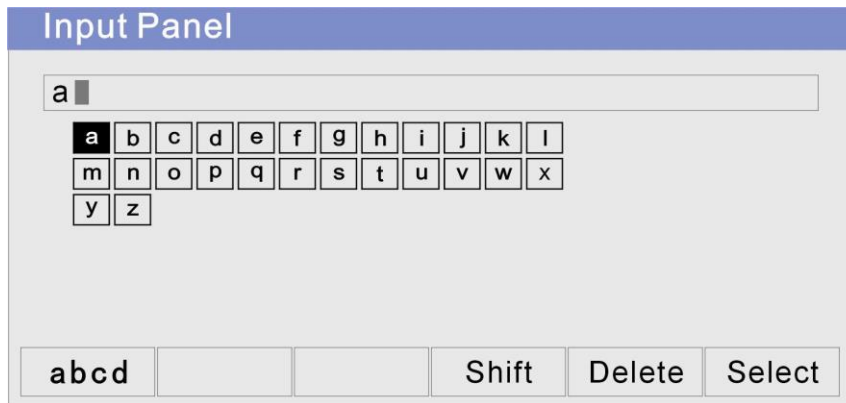 Input Panel
a
a b c d e f g h i j k l
m n o p q r s t u v w x
y z
abcd Shift Delete Select